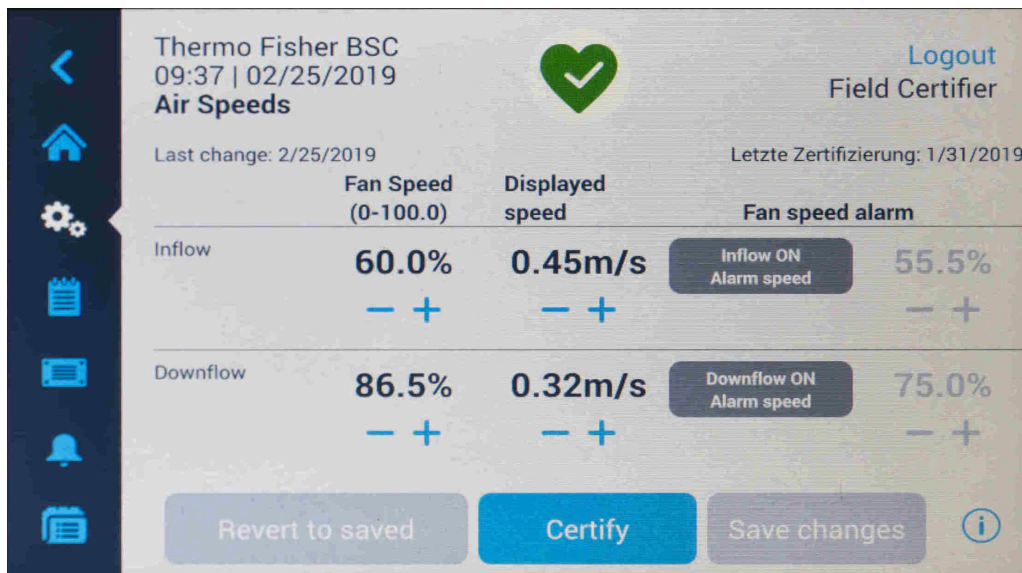 Thermo Fisher BSC
09:37 | 02/25/2019
Air Speeds
Logout
Field Certifier
Last change: 2/25/2019
Letzte Zertifizierung: 1/31/2019
Fan Speed
(0-100.0)
Displayed
speed
Fan speed alarm
Inflow
60.0%
0.45m/s
Inflow ON
Alarm speed
55.5%
− +
− +
− +
Downflow
86.5%
0.32m/s
Downflow ON
Alarm speed
75.0%
− +
− +
− +
Revert to saved
Certify
Save changes
i